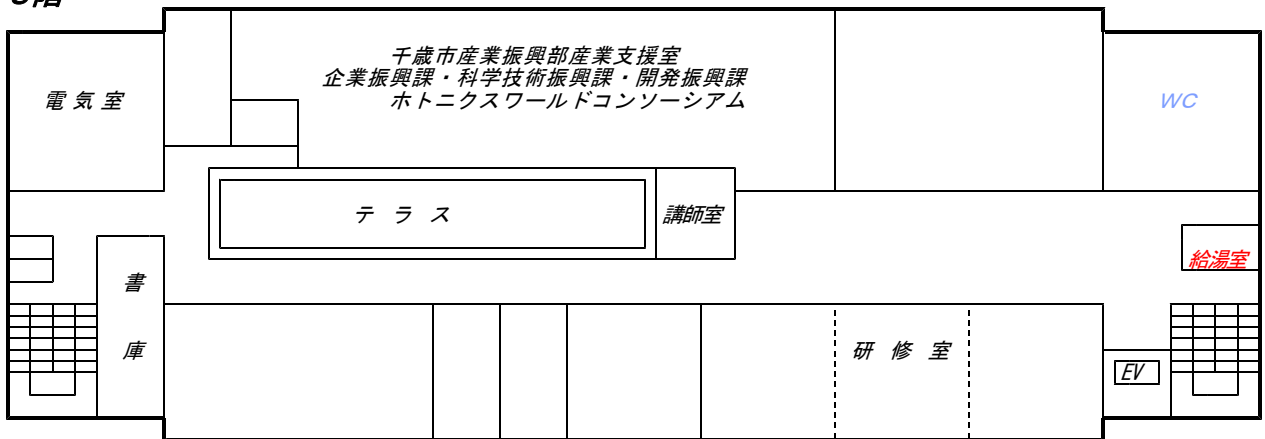 千歳市産業振興部産業支援室
企業振興課・科学技術振興課・開発振興課
ホトニクスワールドコンソーシアム
電気室
WC
テラス
講師室
給湯室
書庫
研修室
EV